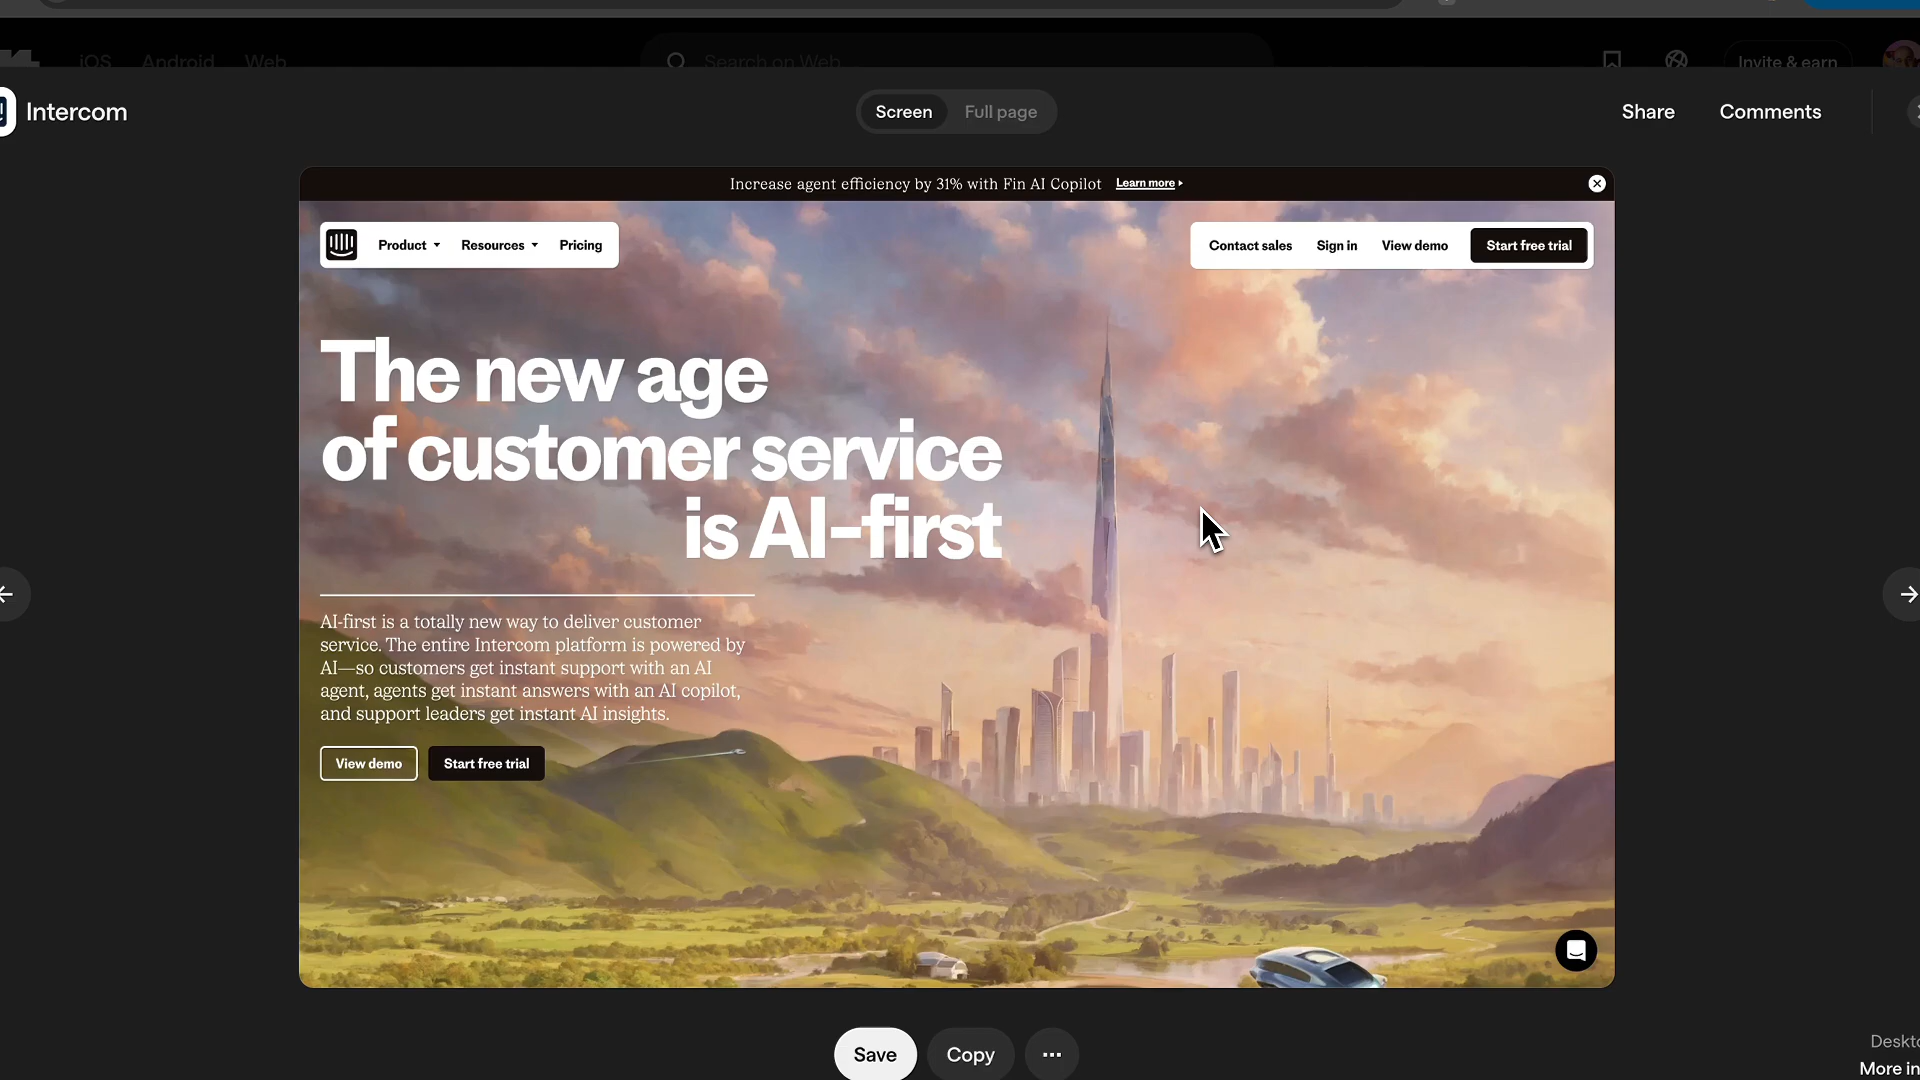 iOS Android Web Search on Web Invite & earn
Intercom Screen Full page Share Comments
Increase agent efficiency by 31% with Fin AI Copilot Learn more
Product Resources Pricing Contact sales Sign in View demo Start free trial
The new age
of customer service
is AI-first
AI-first is a totally new way to deliver customer
service. The entire Intercom platform is powered by
AI—so customers get instant support with an AI
agent, agents get instant answers with an AI copilot,
and support leaders get instant AI insights.
View demo Start free trial
Save Copy
More in